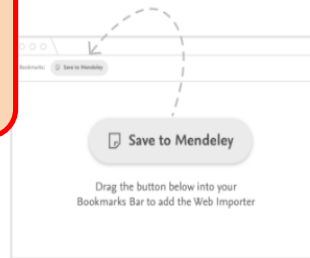 Bookmarks: Save to Mendeley
Save to Mendeley
Drag the button below into your
Bookmarks Bar to add the Web Importer